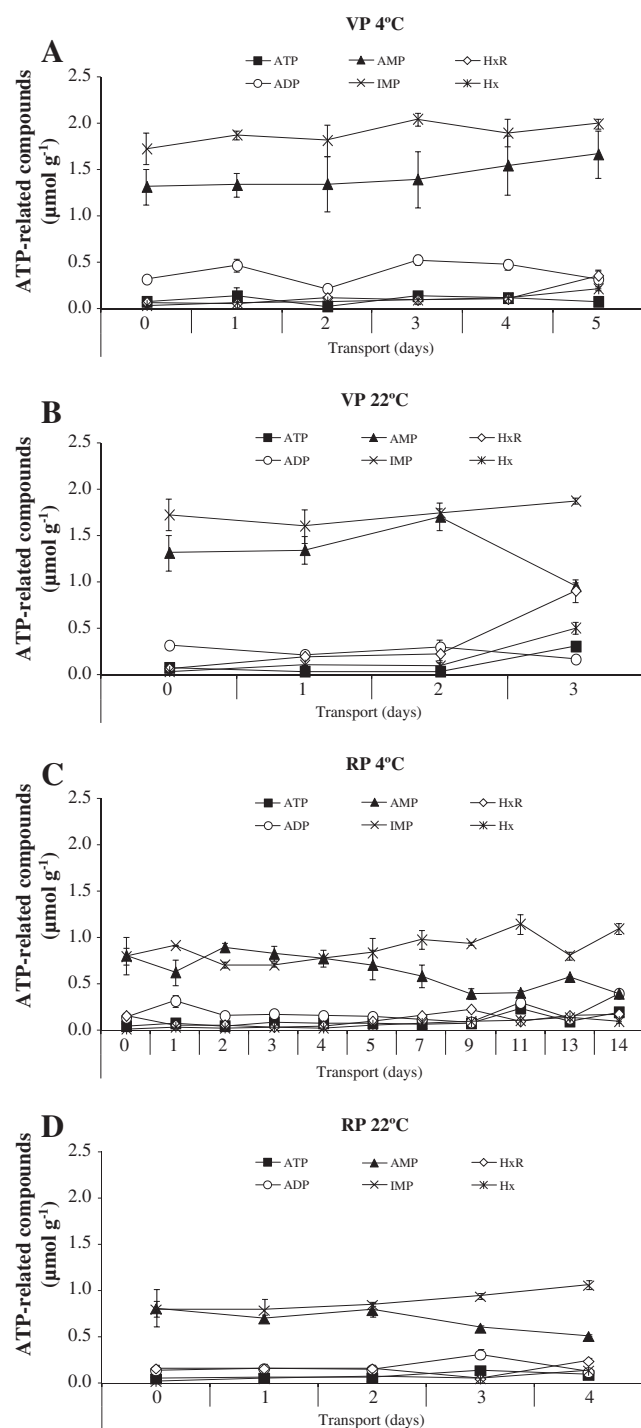 A
VP 4ºC
ATP AMP HxR
ADP IMP Hx
ATP-related compounds
(µmol g-1)
2.5
2.0
1.5
1.0
0.5
0.0
0 1 2 3 4 5
Transport (days)
B
VP 22ºC
ATP AMP HxR
ADP IMP Hx
ATP-related compounds
(µmol g-1)
2.5
2.0
1.5
1.0
0.5
0.0
0 1 2 3
Transport (days)
C
RP 4ºC
ATP AMP HxR
ADP IMP Hx
ATP-related compounds
(µmol g-1)
2.5
2.0
1.5
1.0
0.5
0.0
0 1 2 3 4 5 7 9 11 13 14
Transport (days)
D
RP 22ºC
ATP AMP HxR
ADP IMP Hx
ATP-related compounds
(µmol g-1)
2.5
2.0
1.5
1.0
0.5
0.0
0 1 2 3 4
Transport (days)